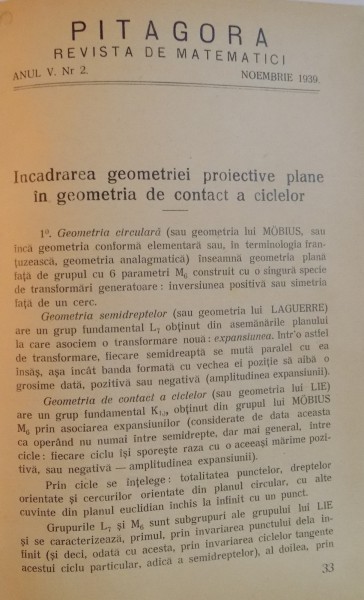 PITAGORA
REVISTA DE MATEMATICI
ANUL V. Nr 2. NOEMBRIE 1939.
Incadrarea geometriei proiective plane
în geometria de contact a ciclelor
1º. Geometria circulară (sau geometria lui MÖBIUS, sau
încă geometria conformă elementară sau, în terminologia fran-
țuzească, geometria analagmatică) înseamnă geometria plană
față de grupul cu 6 parametri M₆ construit cu o singură specie
de transformări generatoare : inversiunea pozitivă sau simetria
față de un cerc.
Geometria semidreptelor (sau geometria lui LAGUERRE)
are un grup fundamental L₇ obținut din asemănările planului
la care asociem o transformare nouă : expansiunea. Intr'o astfel
de transformare, fiecare semidreaptă se mută paralel cu ea
însăș, așa încât banda formată cu vechea ei poziție să aibă o
grosime dată, pozitivă sau negativă (amplitudinea expansiunii).
Geometria de contact a ciclelor (sau geometria lui LIE)
are un grup fundamental K₁₀, obținut din grupul lui MÖBIUS
M₆ prin asociarea expansiunilor (considerate de data aceasta
ca operând nu numai între semidrepte, dar mai general, între
cicle : fiecare ciclu își sporește raza cu o aceeași mărime pozi-
tivă, sau negativă — amplitudinea expansiunii).
Prin cicle se înțelege : totalitatea punctelor, dreptelor
orientate și cercurilor orientate din planul circular, cu alte
cuvinte din planul euclidian închis la infinit cu un punct.
Grupurile L₇ și M₆ sunt subgrupuri ale grupului lui LIE
și se caracterizează, primul, prin invariarea punctului dela in-
finit (și deci, odată cu acesta, prin invariarea ciclelor tangente
acestui ciclu particular, adică a semidreptelor), al doilea, prin
33